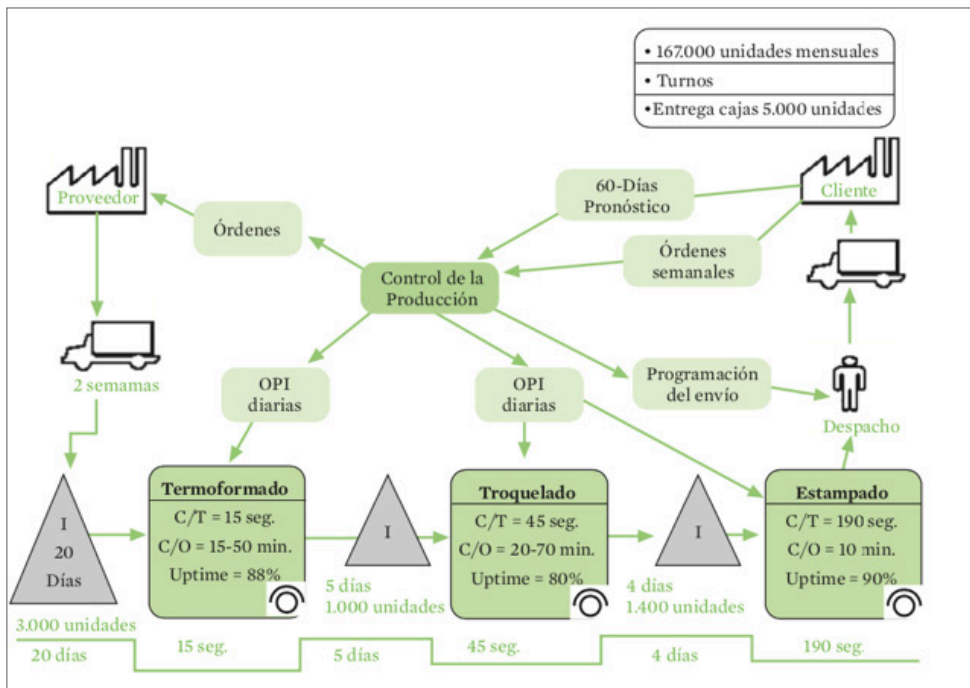 • 167.000 unidades mensuales
• Turnos
•Entrega cajas 5.000 unidades
Proveedor
Órdenes
60-Días
Pronóstico
Cliente
Órdenes
semanales
Control de la
Producción
2 semamas
OPI
diarias
OPI
diarias
Programación
del envío
Despacho
I
20
Días
Termoformado
C/T = 15 seg.
C/O = 15-50 min.
Uptime = 88%
I
Troquelado
C/T = 45 seg.
C/O = 20-70 min.
Uptime = 80%
I
Estampado
C/T = 190 seg.
C/O = 10 min.
Uptime = 90%
3.000 unidades
5 días
1.000 unidades
4 días
1.400 unidades
20 días
15 seg.
5 días
45 seg.
4 días
190 seg.